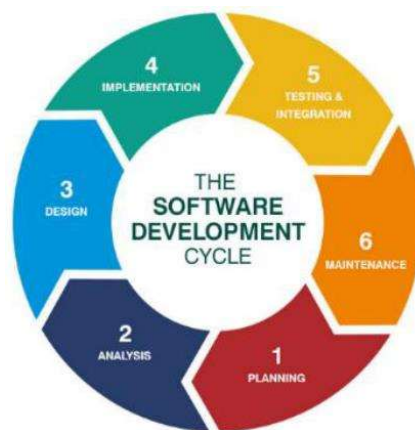 4
IMPLEMENTATION
5
TESTING &
INTEGRATION
3
DESIGN
THE
SOFTWARE
DEVELOPMENT
CYCLE
6
MAINTENANCE
2
ANALYSIS
1
PLANNING